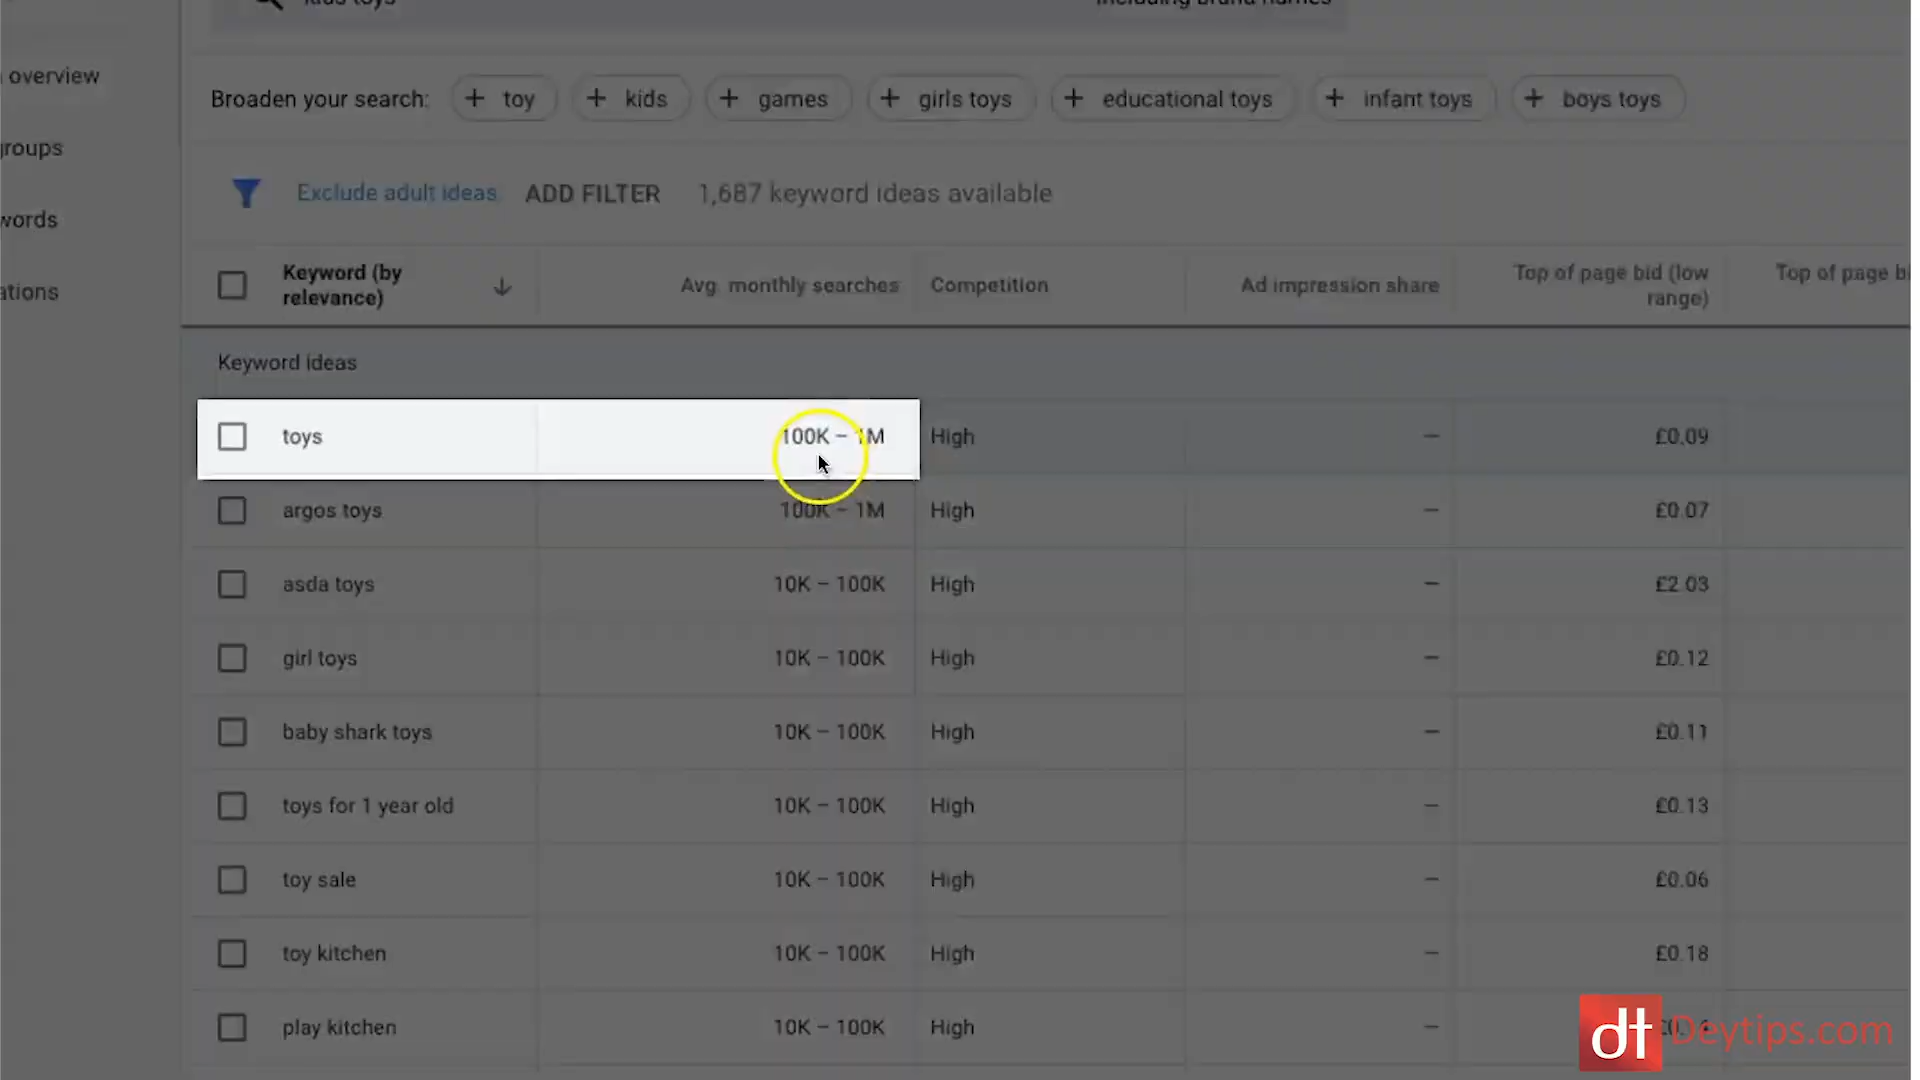 kids toys including brand names
overview
groups
words
ations
Broaden your search: + toy + kids + games + girls toys + educational toys + infant toys + boys toys
Exclude adult ideas ADD FILTER 1,687 keyword ideas available
Keyword (by relevance) Avg. monthly searches Competition Ad impression share Top of page bid (low range) Top of page bi
Keyword ideas
toys 100K – 1M High – £0.09
argos toys 100K – 1M High – £0.07
asda toys 10K – 100K High – £2.03
girl toys 10K – 100K High – £0.12
baby shark toys 10K – 100K High – £0.11
toys for 1 year old 10K – 100K High – £0.13
toy sale 10K – 100K High – £0.06
toy kitchen 10K – 100K High – £0.18
play kitchen 10K – 100K High –
dt Deytips.com